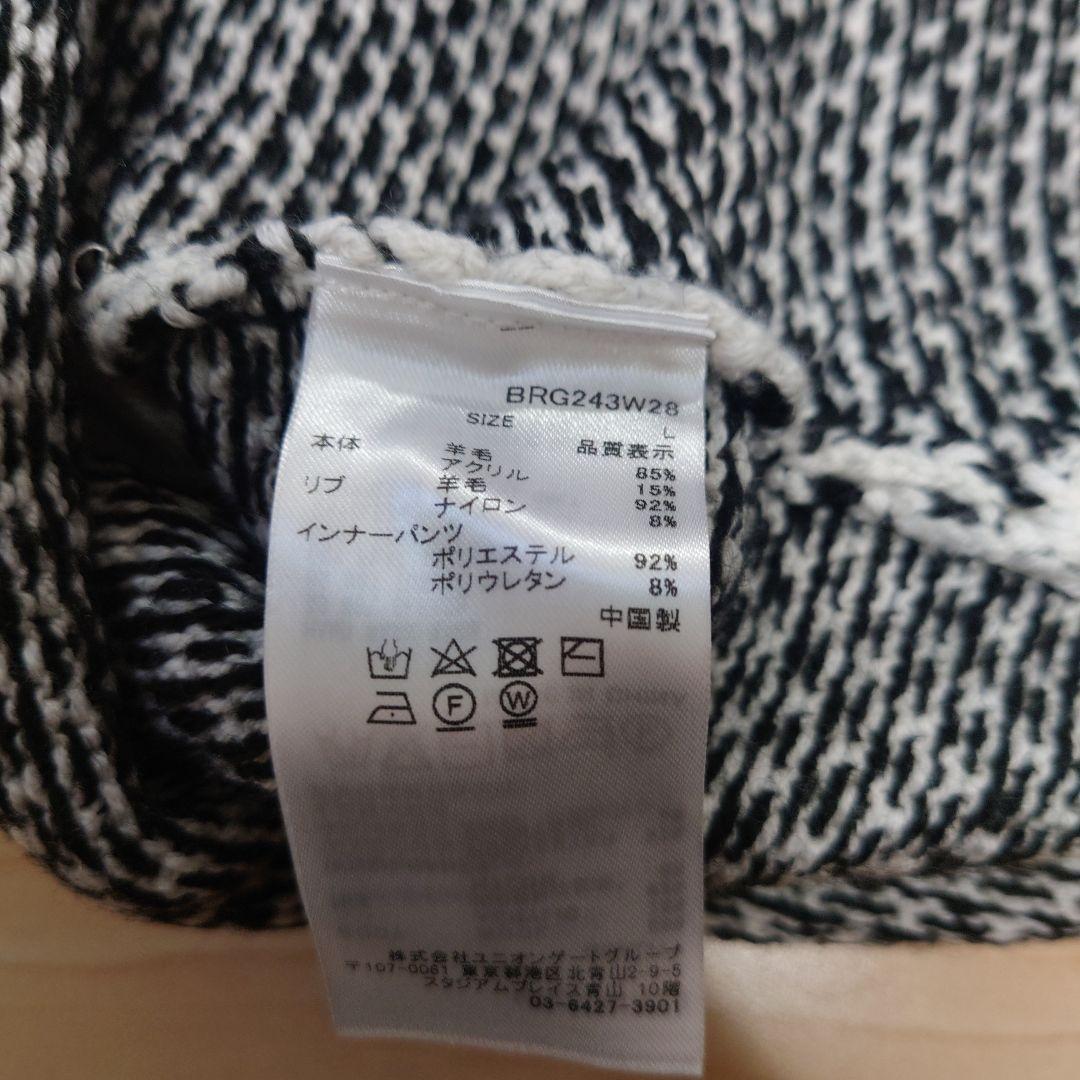 BRG243W28
SIZE L
品質表示
本体 羊毛 85%
アクリル 15%
リブ 羊毛 92%
ナイロン 8%
インナーパンツ
ポリエステル 92%
ポリウレタン 8%
中国製
F W
株式会社ユニオンゲートグループ
〒107-0061 東京都港区北青山2-9-5
スタジアムプレイス青山 10階
03-6427-3901